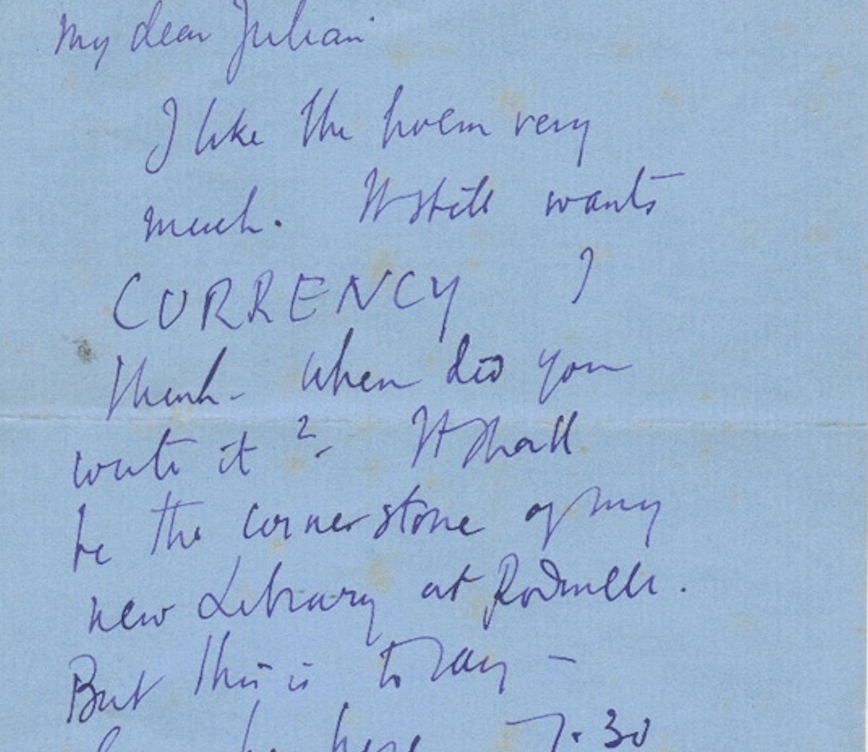 My dear Julian
I like the poem very
much. It still wants
CURRENCY I
think. When did you
write it? It shall
be the corner stone of my
new Library at Rodmell.
But this is to say –
be here 7.30